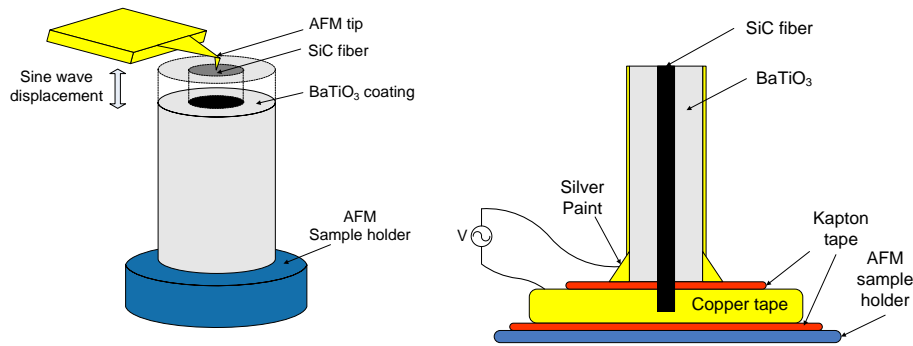 AFM tip
SiC fiber
Sine wave
displacement
BaTiO3 coating
AFM
Sample holder
SiC fiber
BaTiO3
Silver
Paint
V
Kapton
tape
AFM
sample
holder
Copper tape